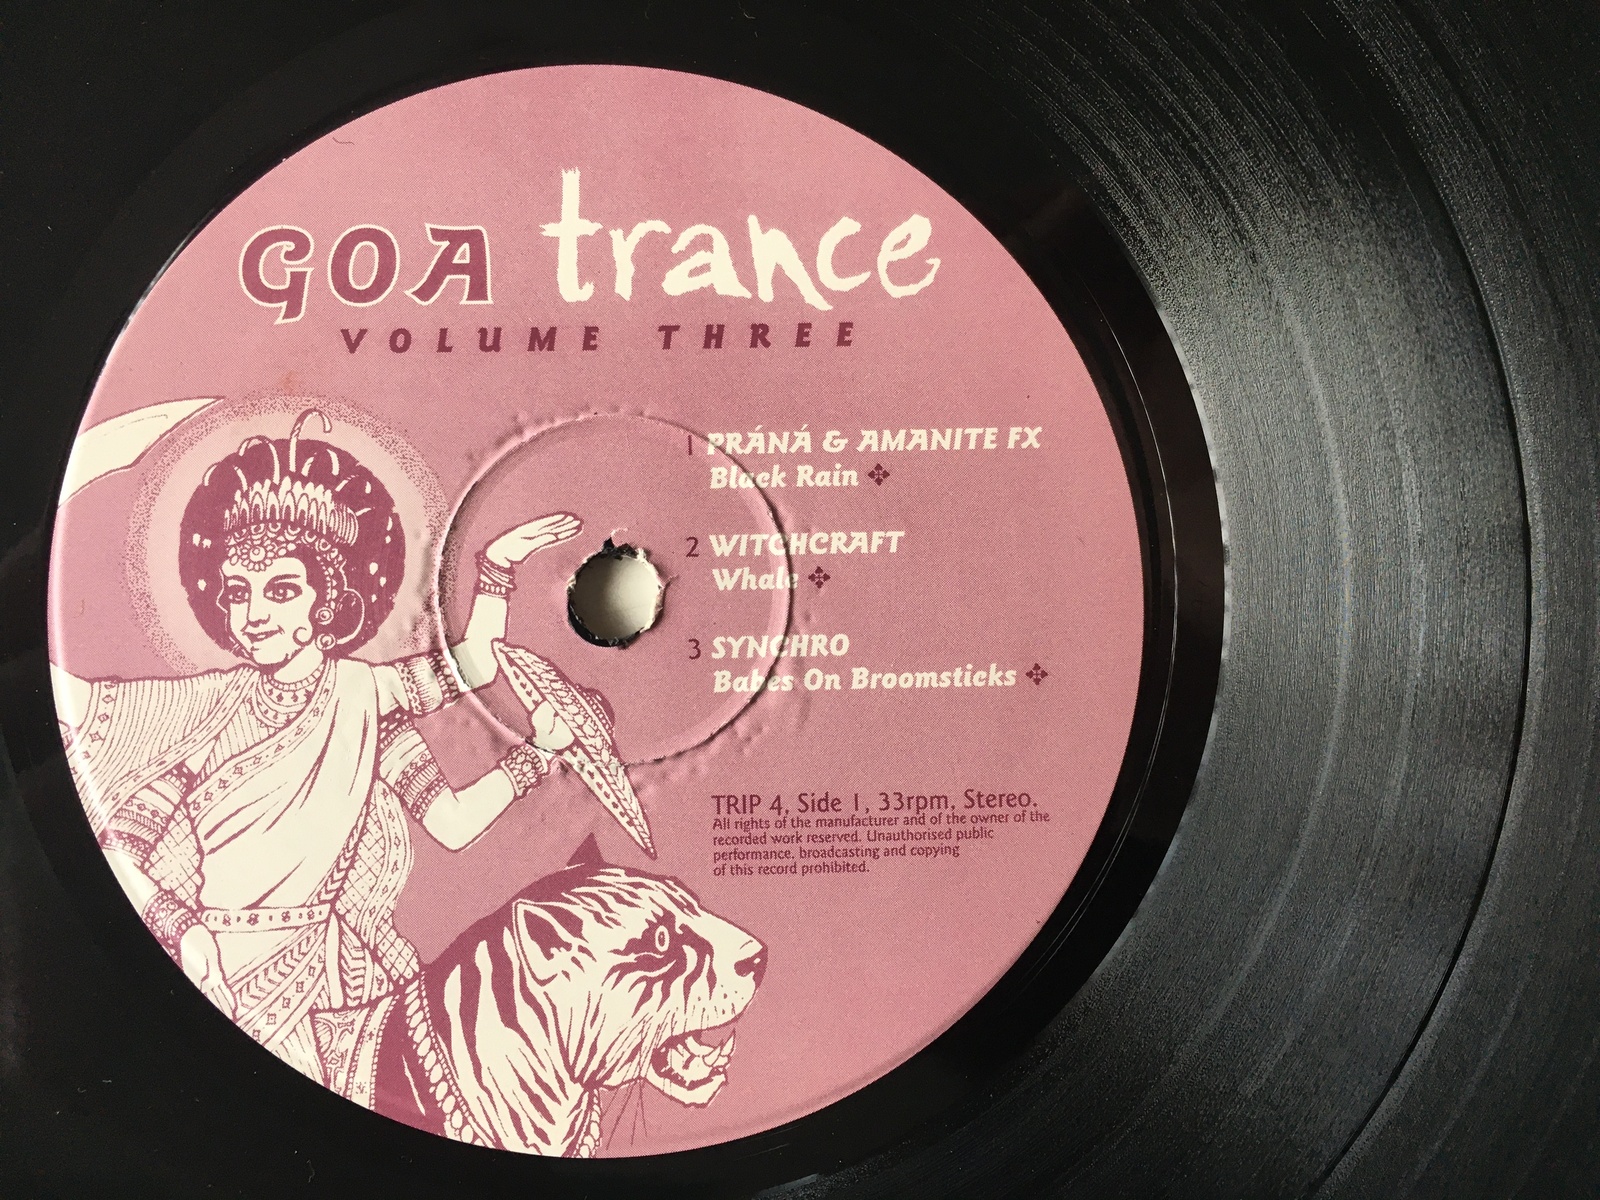 GOA trance
VOLUME THREE
1 PRÁNÁ & AMANITE FX
Black Rain
2 WITCHCRAFT
Whale
3 SYNCHRO
Babes On Broomsticks
TRIP 4, Side 1, 33rpm, Stereo.
All rights of the manufacturer and of the owner of the
recorded work reserved. Unauthorised public
performance, broadcasting and copying
of this record prohibited.